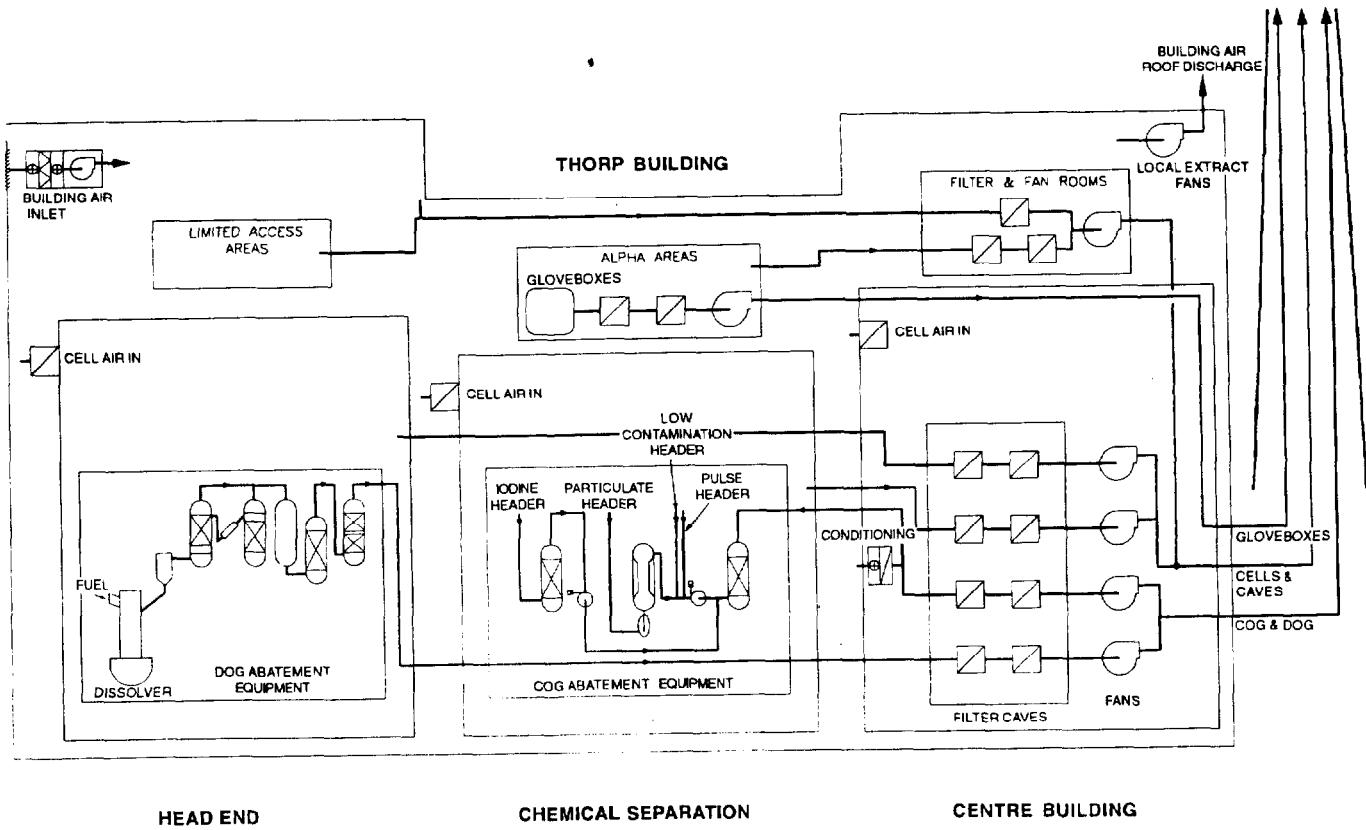 BUILDING AIR
ROOF DISCHARGE
THORP BUILDING
LOCAL EXTRACT
FANS
BUILDING AIR
INLET
FILTER & FAN ROOMS
LIMITED ACCESS
AREAS
ALPHA AREAS
GLOVEBOXES
CELL AIR IN
CELL AIR IN
CELL AIR IN
LOW
CONTAMINATION
HEADER
IODINE
HEADER
PARTICULATE
HEADER
PULSE
HEADER
CONDITIONING
GLOVEBOXES
CELLS &
CAVES
COG & DOG
FUEL
DISSOLVER
DOG ABATEMENT
EQUIPMENT
COG ABATEMENT EQUIPMENT
FILTER CAVES
FANS
HEAD END
CHEMICAL SEPARATION
CENTRE BUILDING